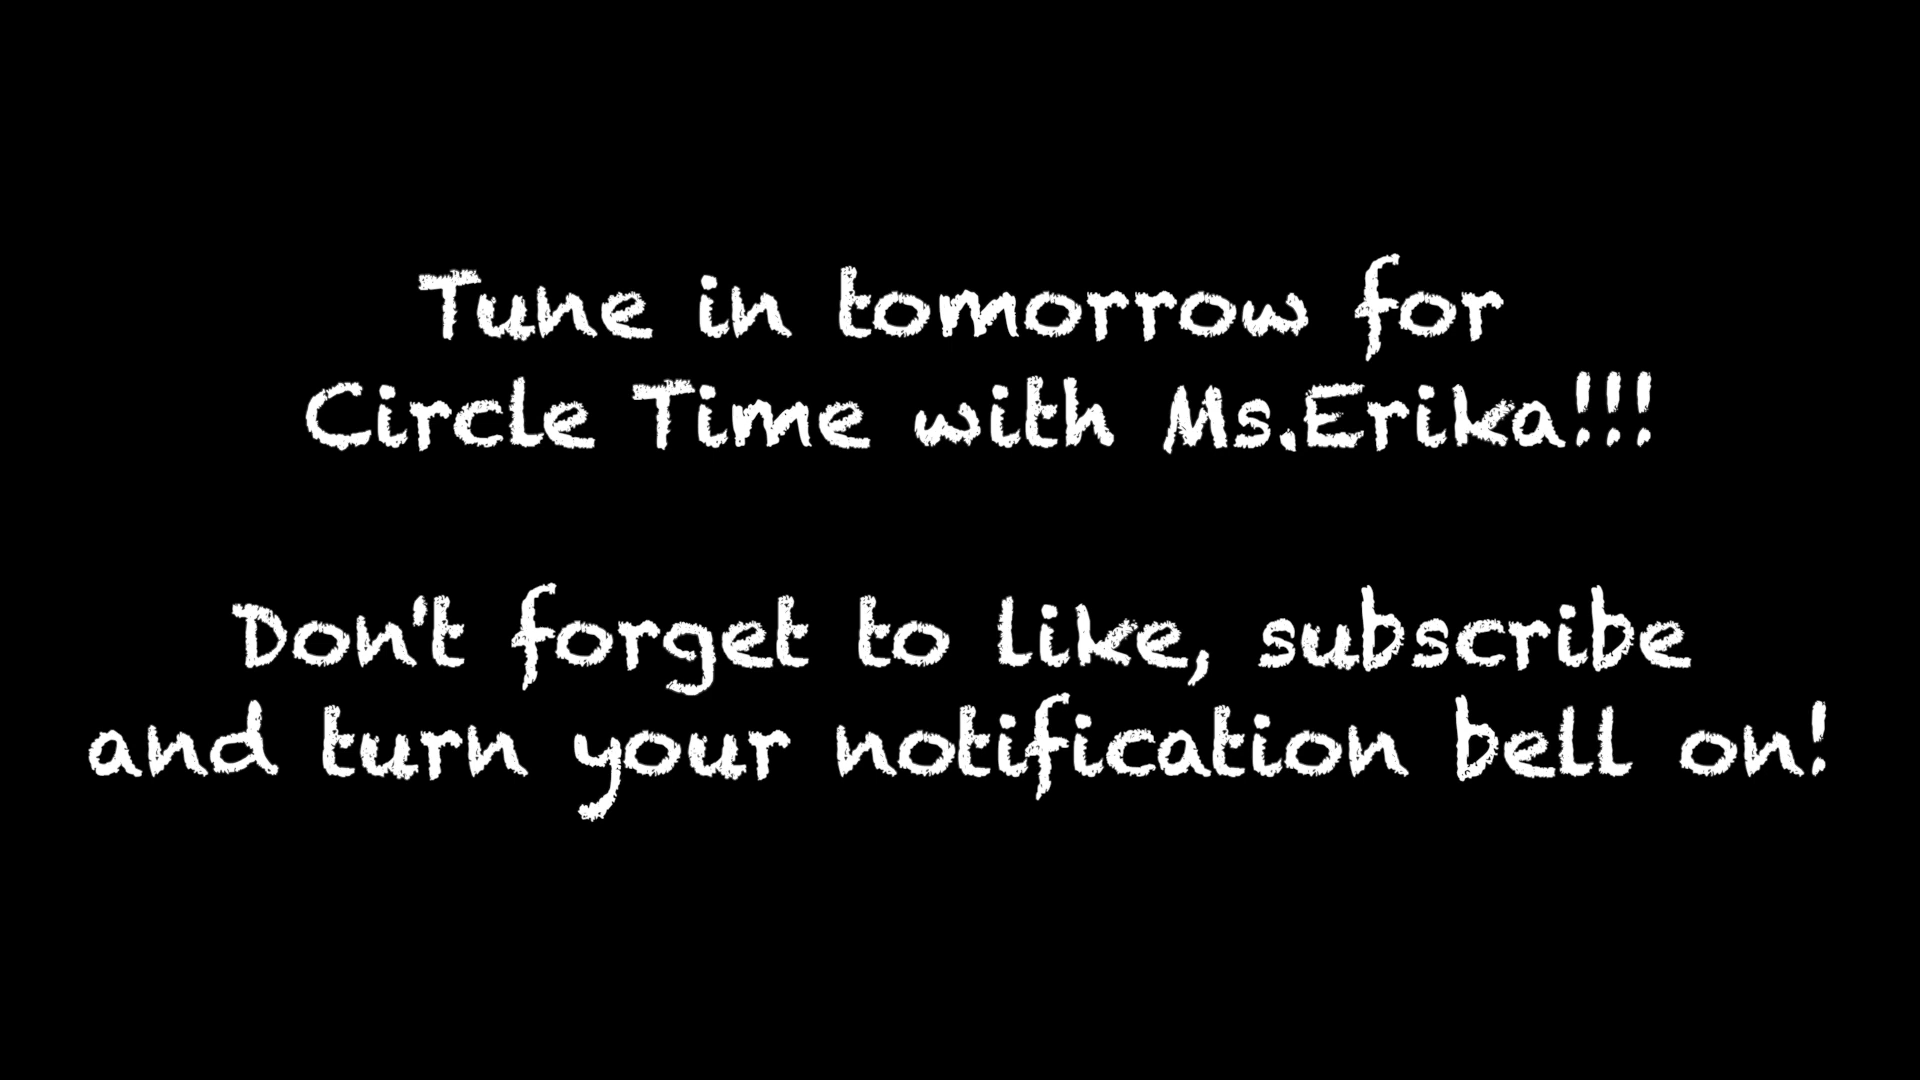 Tune in tomorrow for
Circle Time with Ms.Erika!!!
Don't forget to like, subscribe
and turn your notification bell on!